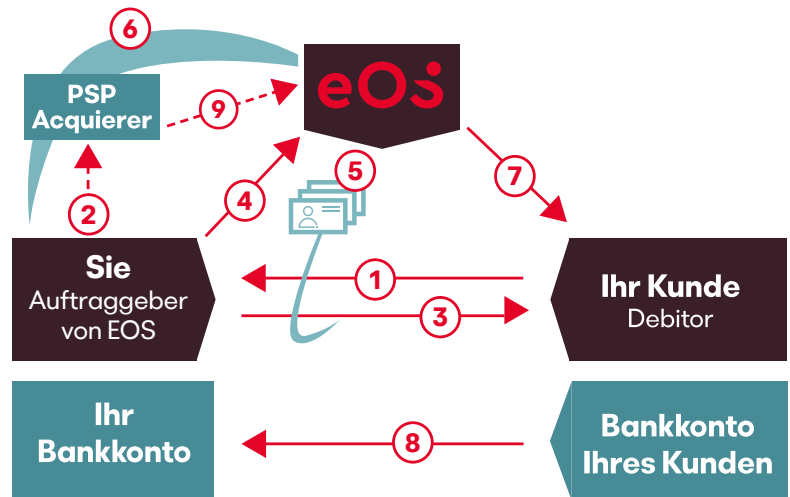 6
eos
PSP
Acquierer
9
5
7
4
2
Sie
Auftraggeber
von EOS
1
3
Ihr Kunde
Debitor
Ihr
Bankkonto
8
Bankkonto
Ihres Kunden